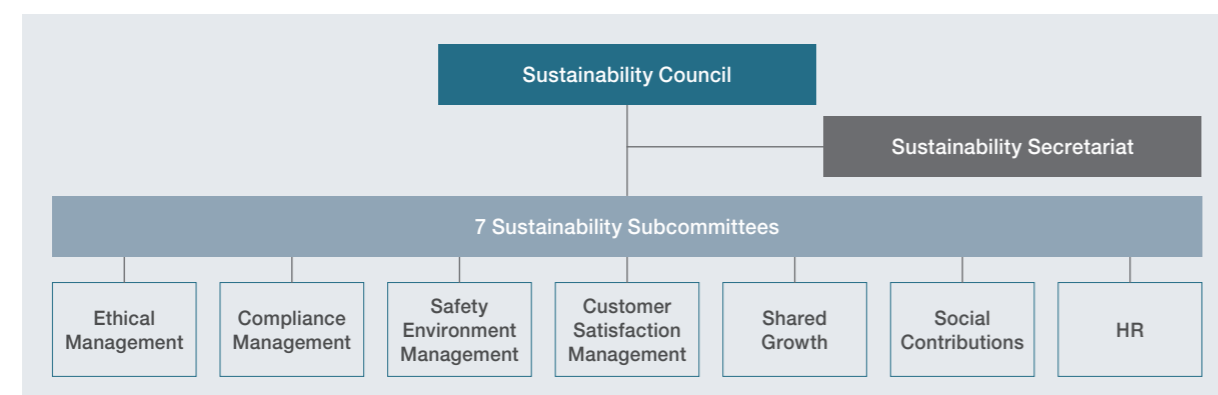 Sustainability Council
Sustainability Secretariat
7 Sustainability Subcommittees
Ethical
Management
Compliance
Management
Safety
Environment
Management
Customer
Satisfaction
Management
Shared
Growth
Social
Contributions
HR